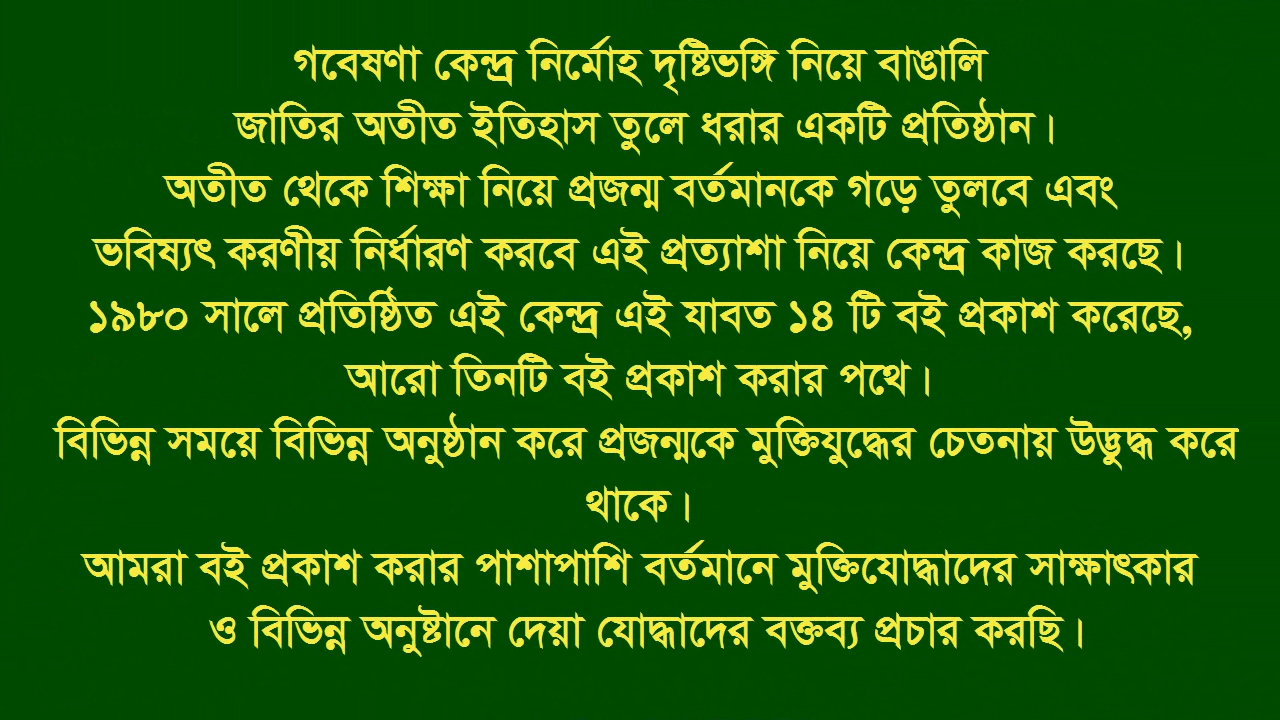 গবেষণা কেন্দ্র নির্মোহ দৃষ্টিভঙ্গি নিয়ে বাঙালি
জাতির অতীত ইতিহাস তুলে ধরার একটি প্রতিষ্ঠান।
অতীত থেকে শিক্ষা নিয়ে প্রজন্ম বর্তমানকে গড়ে তুলবে এবং
ভবিষ্যৎ করণীয় নির্ধারণ করবে এই প্রত্যাশা নিয়ে কেন্দ্র কাজ করছে।
১৯৮০ সালে প্রতিষ্ঠিত এই কেন্দ্র এই যাবত ১৪ টি বই প্রকাশ করেছে,
আরো তিনটি বই প্রকাশ করার পথে।
বিভিন্ন সময়ে বিভিন্ন অনুষ্ঠান করে প্রজন্মকে মুক্তিযুদ্ধের চেতনায় উদ্ভুদ্ধ করে
থাকে।
আমরা বই প্রকাশ করার পাশাপাশি বর্তমানে মুক্তিযোদ্ধাদের সাক্ষাৎকার
ও বিভিন্ন অনুষ্টানে দেয়া যোদ্ধাদের বক্তব্য প্রচার করছি।